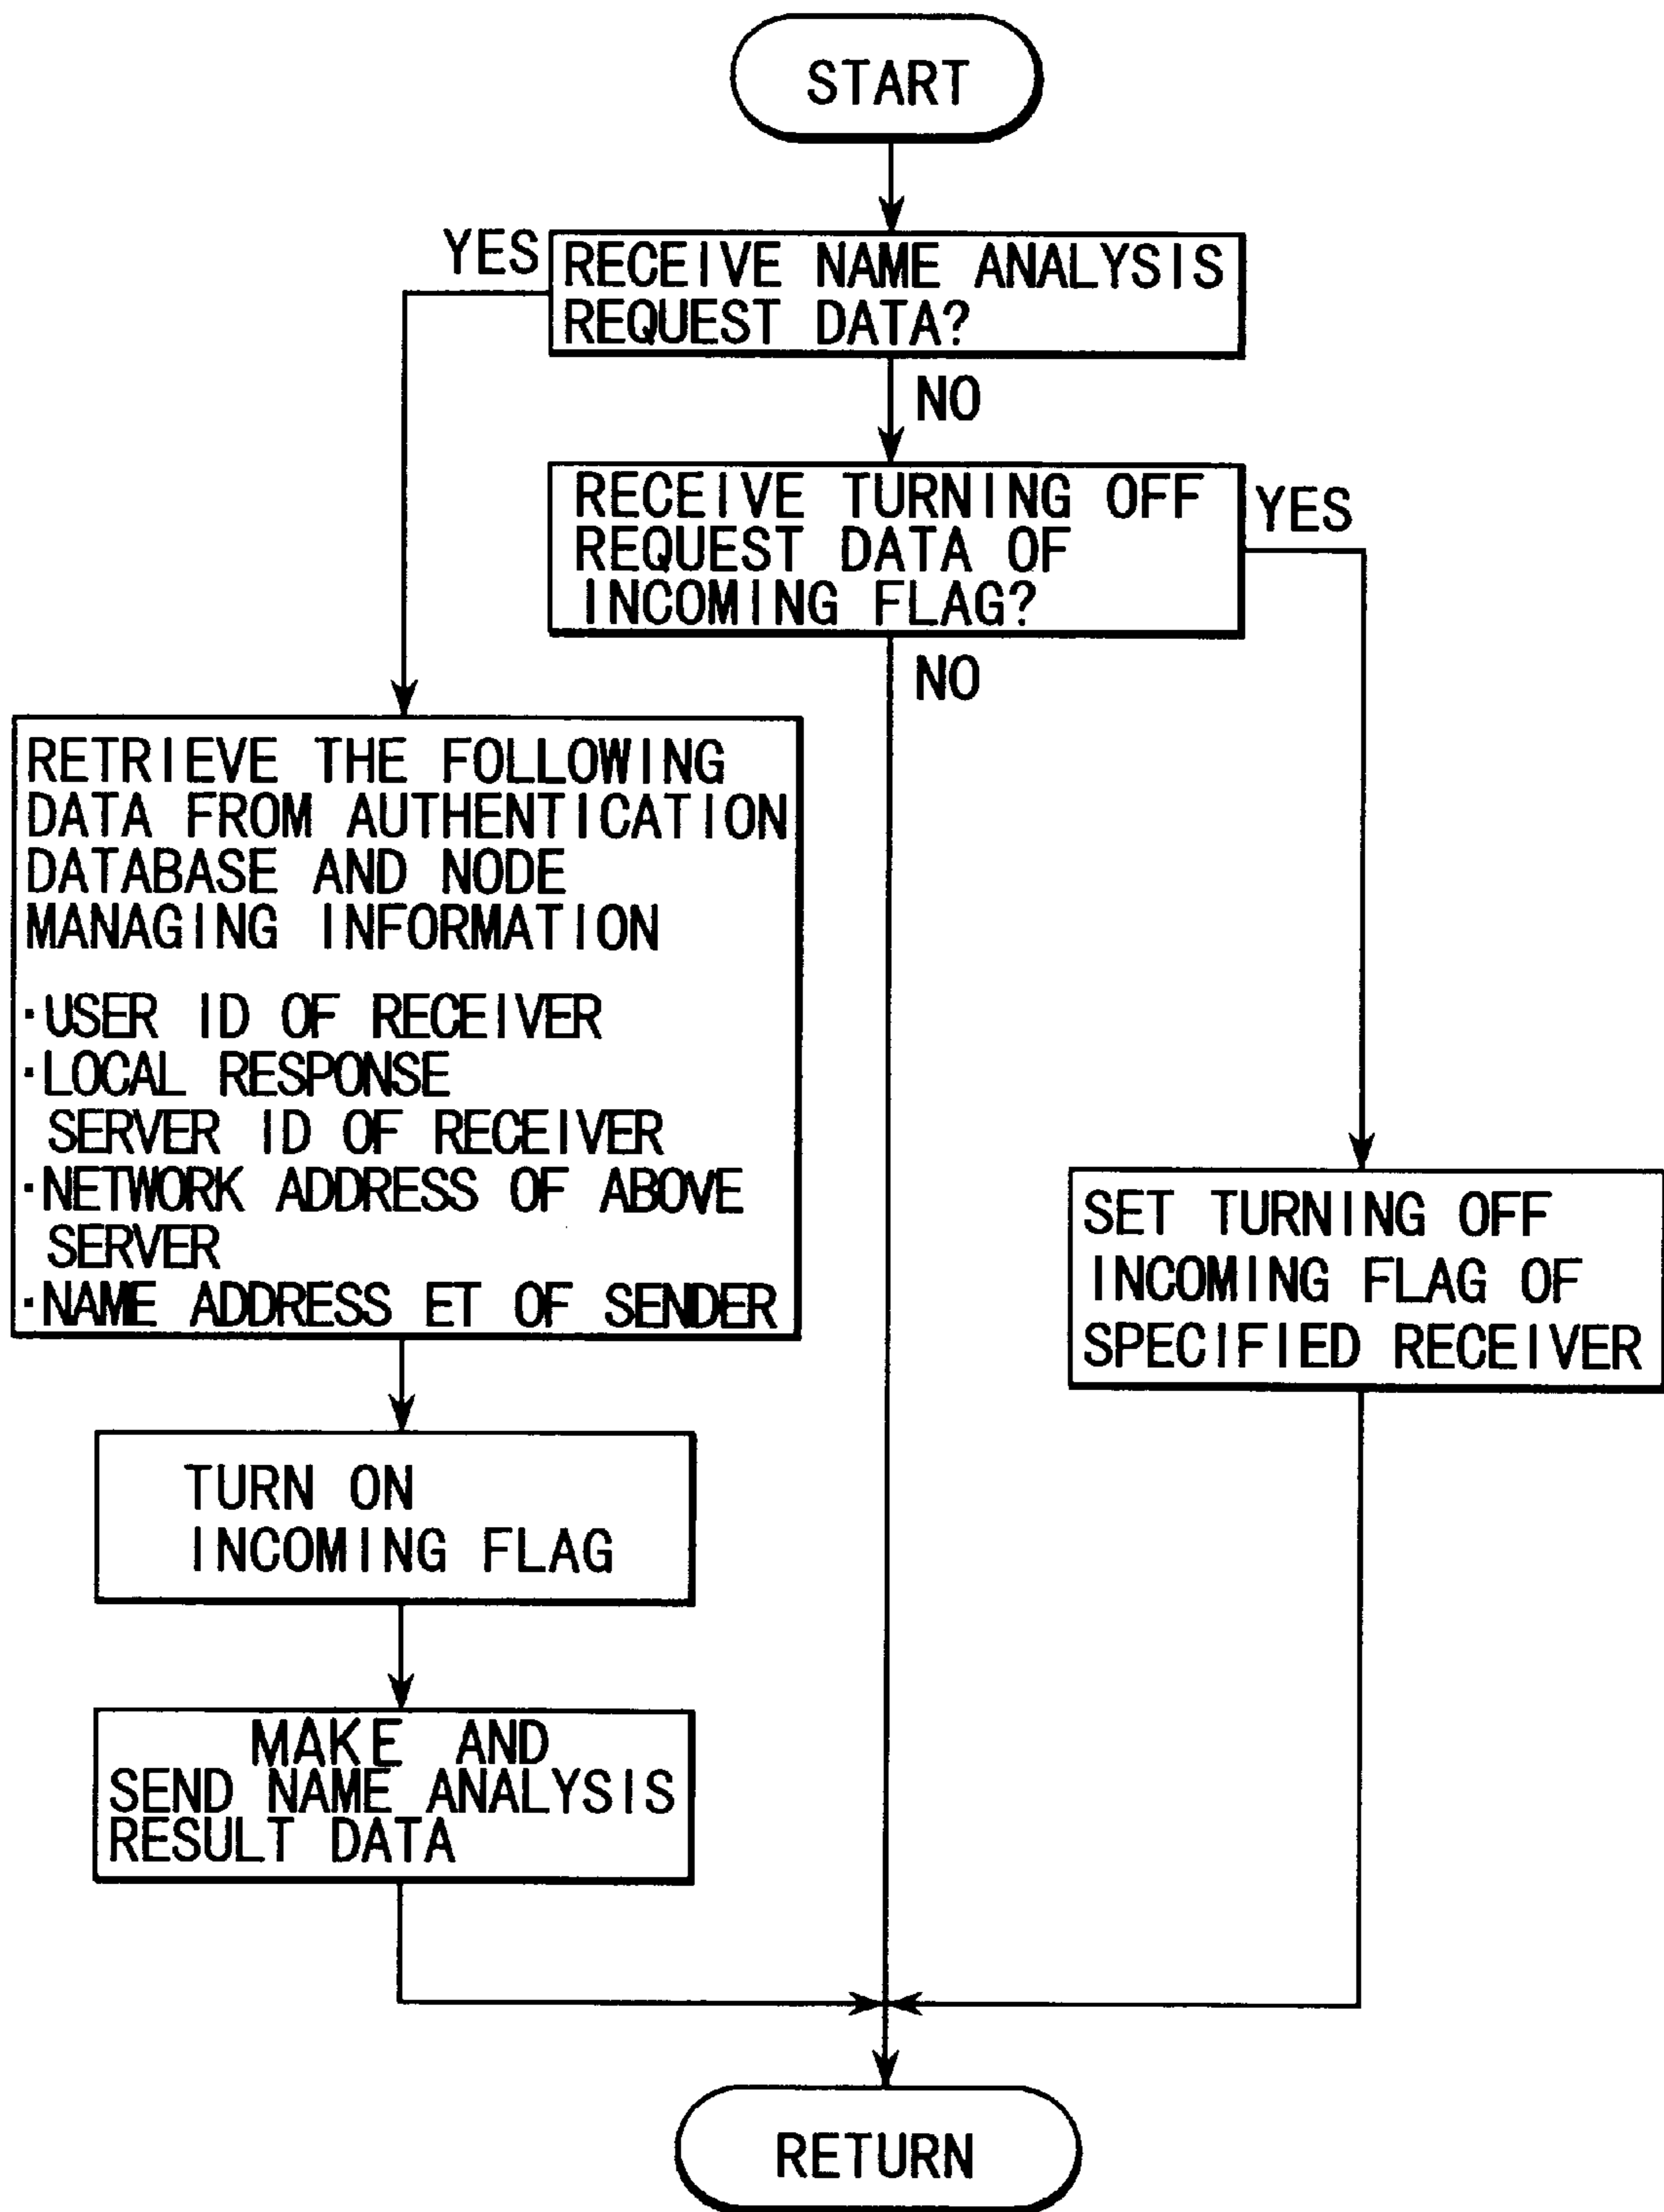 START
YES
RECEIVE NAME ANALYSIS
REQUEST DATA?
NO
RECEIVE TURNING OFF
REQUEST DATA OF
INCOMING FLAG?
YES
NO
RETRIEVE THE FOLLOWING
DATA FROM AUTHENTICATION
DATABASE AND NODE
MANAGING INFORMATION
·USER ID OF RECEIVER
·LOCAL RESPONSE
SERVER ID OF RECEIVER
·NETWORK ADDRESS OF ABOVE
SERVER
·NAME ADDRESS ET OF SENDER
SET TURNING OFF
INCOMING FLAG OF
SPECIFIED RECEIVER
TURN ON
INCOMING FLAG
MAKE AND
SEND NAME ANALYSIS
RESULT DATA
RETURN